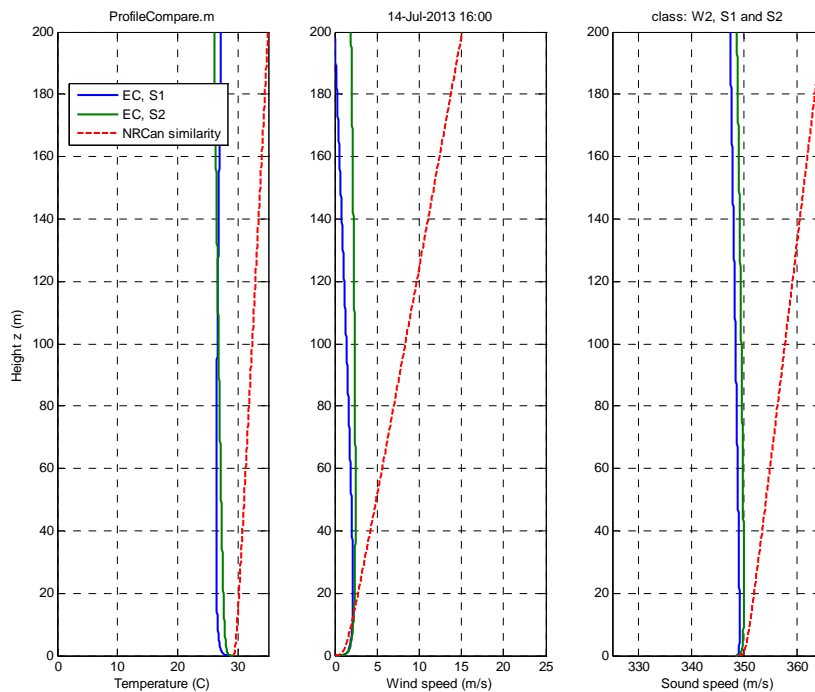 ProfileCompare.m
14-Jul-2013 16:00
class: W2, S1 and S2
EC, S1
EC, S2
NRCan similarity
Height z (m)
200
180
160
140
120
100
80
60
40
20
0
0 10 20 30
Temperature (C)
200
180
160
140
120
100
80
60
40
20
0
0 5 10 15 20 25
Wind speed (m/s)
200
180
160
140
120
100
80
60
40
20
0
330 340 350 360
Sound speed (m/s)